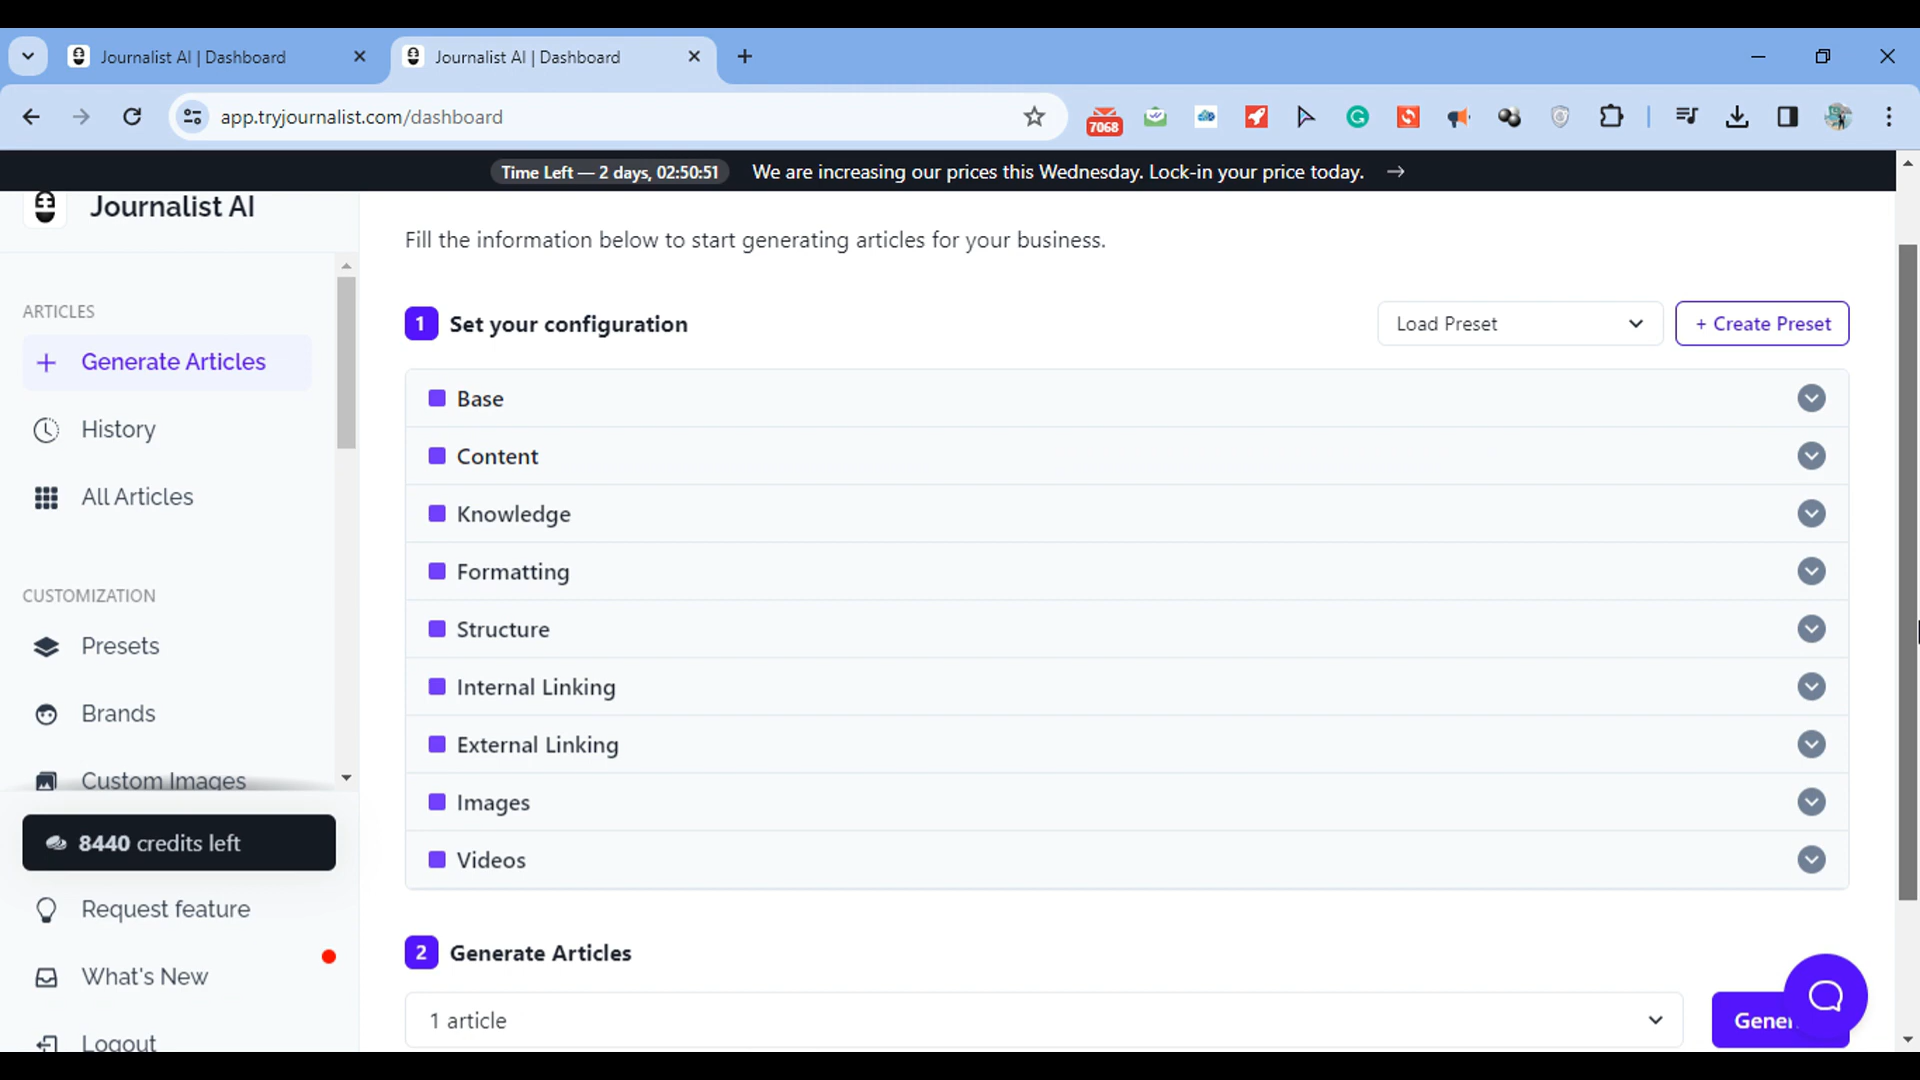 Journalist AI | Dashboard
Journalist AI | Dashboard
app.tryjournalist.com/dashboard
7068
Time Left — 2 days, 02:50:51
We are increasing our prices this Wednesday. Lock-in your price today. →
Journalist AI
Fill the information below to start generating articles for your business.
ARTICLES
+ Generate Articles
History
All Articles
CUSTOMIZATION
Presets
Brands
Custom Images
8440 credits left
Request feature
What's New
Logout
1 Set your configuration
Load Preset
+ Create Preset
Base
Content
Knowledge
Formatting
Structure
Internal Linking
External Linking
Images
Videos
2 Generate Articles
1 article
Gener